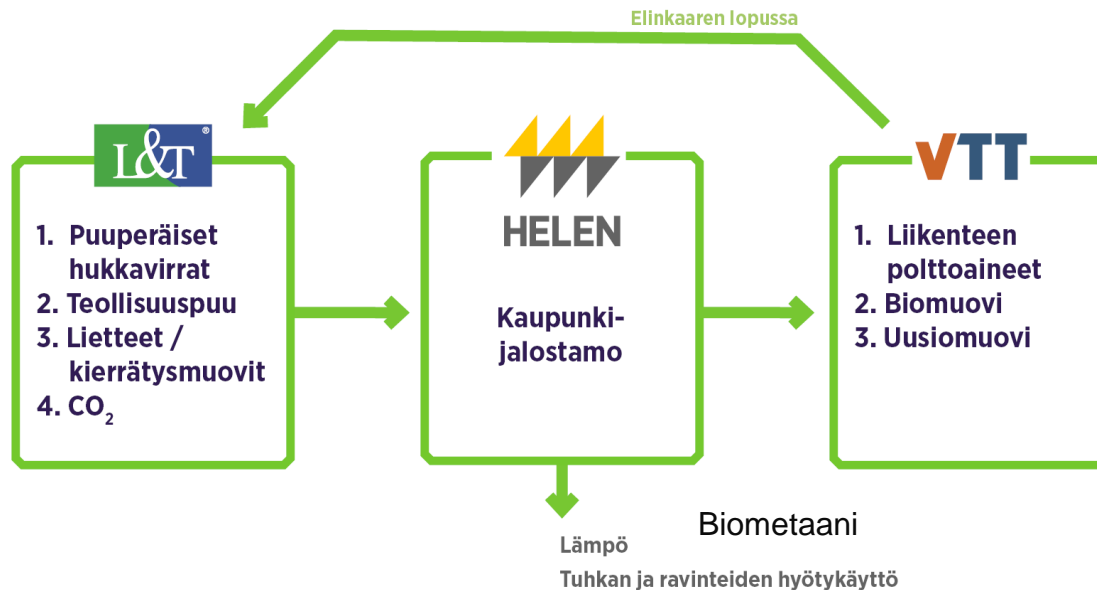 Elinkaaren lopussa
L&T®
1. Puuperäiset
hukkavirrat
2. Teollisuuspuu
3. Lietteet /
kierrätysmuovit
4. CO₂
HELEN
Kaupunki-
jalostamo
VTT
1. Liikenteen
polttoaineet
2. Biomuovi
3. Uusiomuovi
Biometaani
Lämpö
Tuhkan ja ravinteiden hyötykäyttö